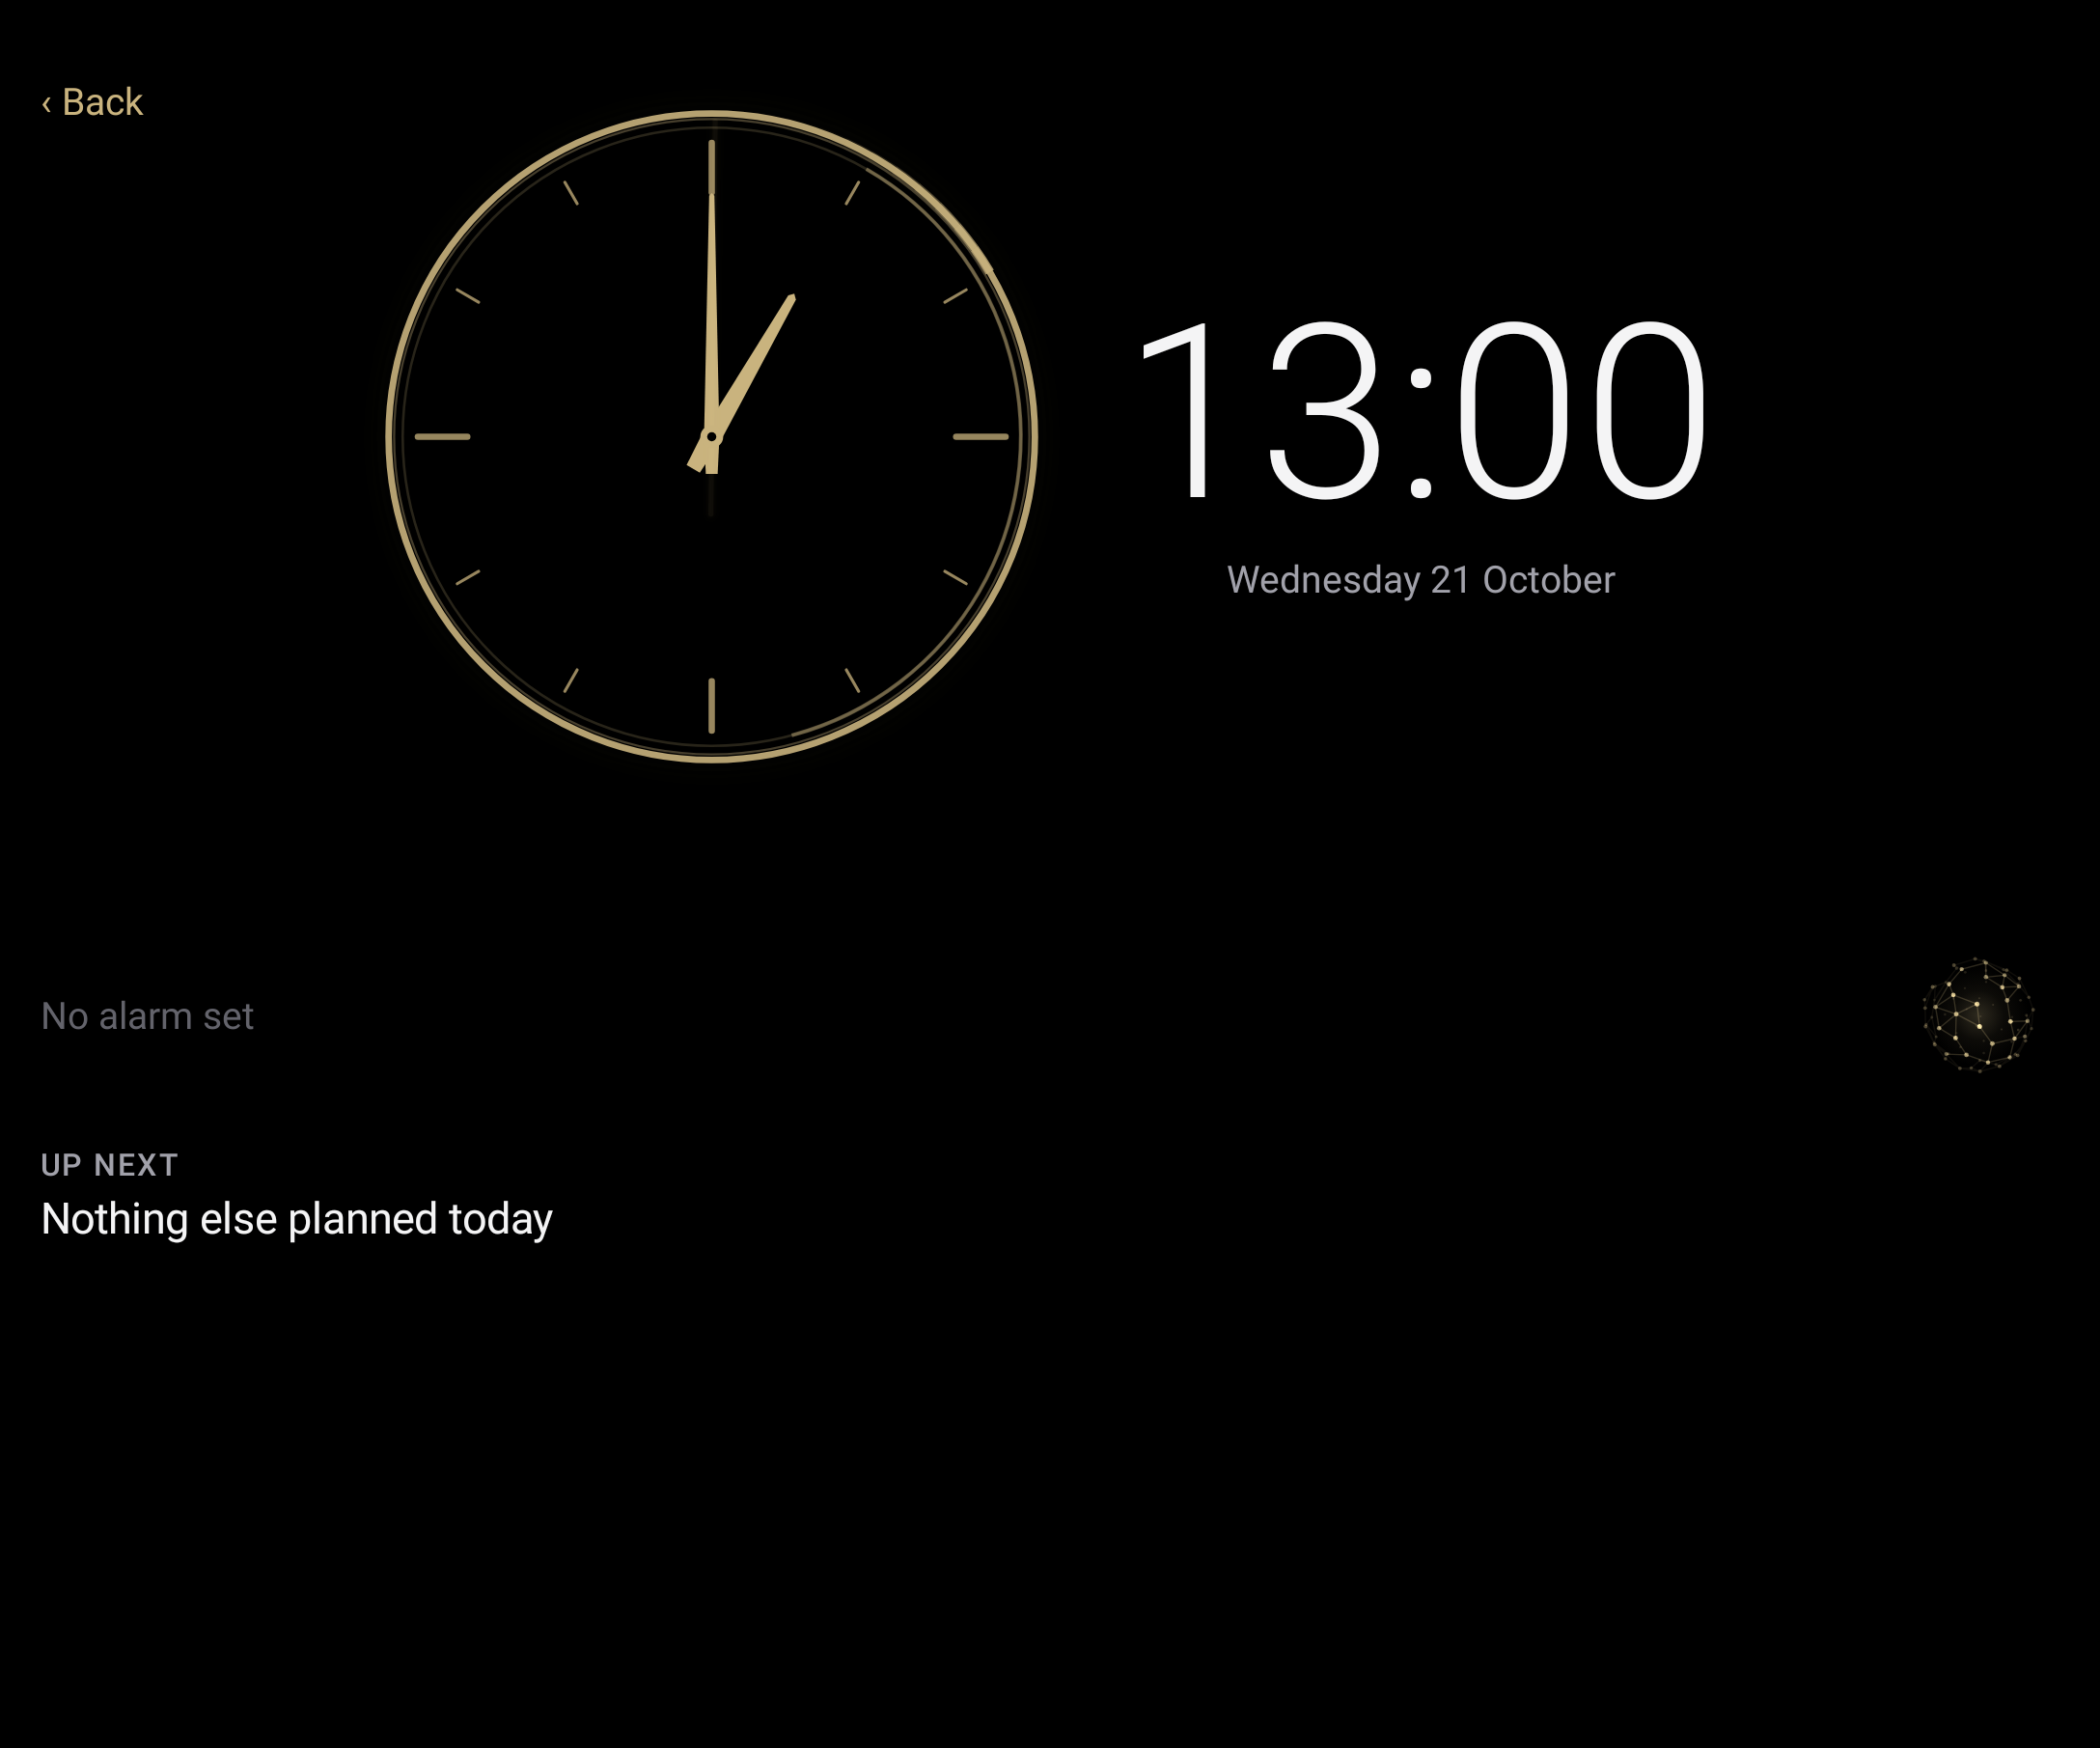 ‹ Back
13:00
Wednesday 21 October
No alarm set
UP NEXT
Nothing else planned today